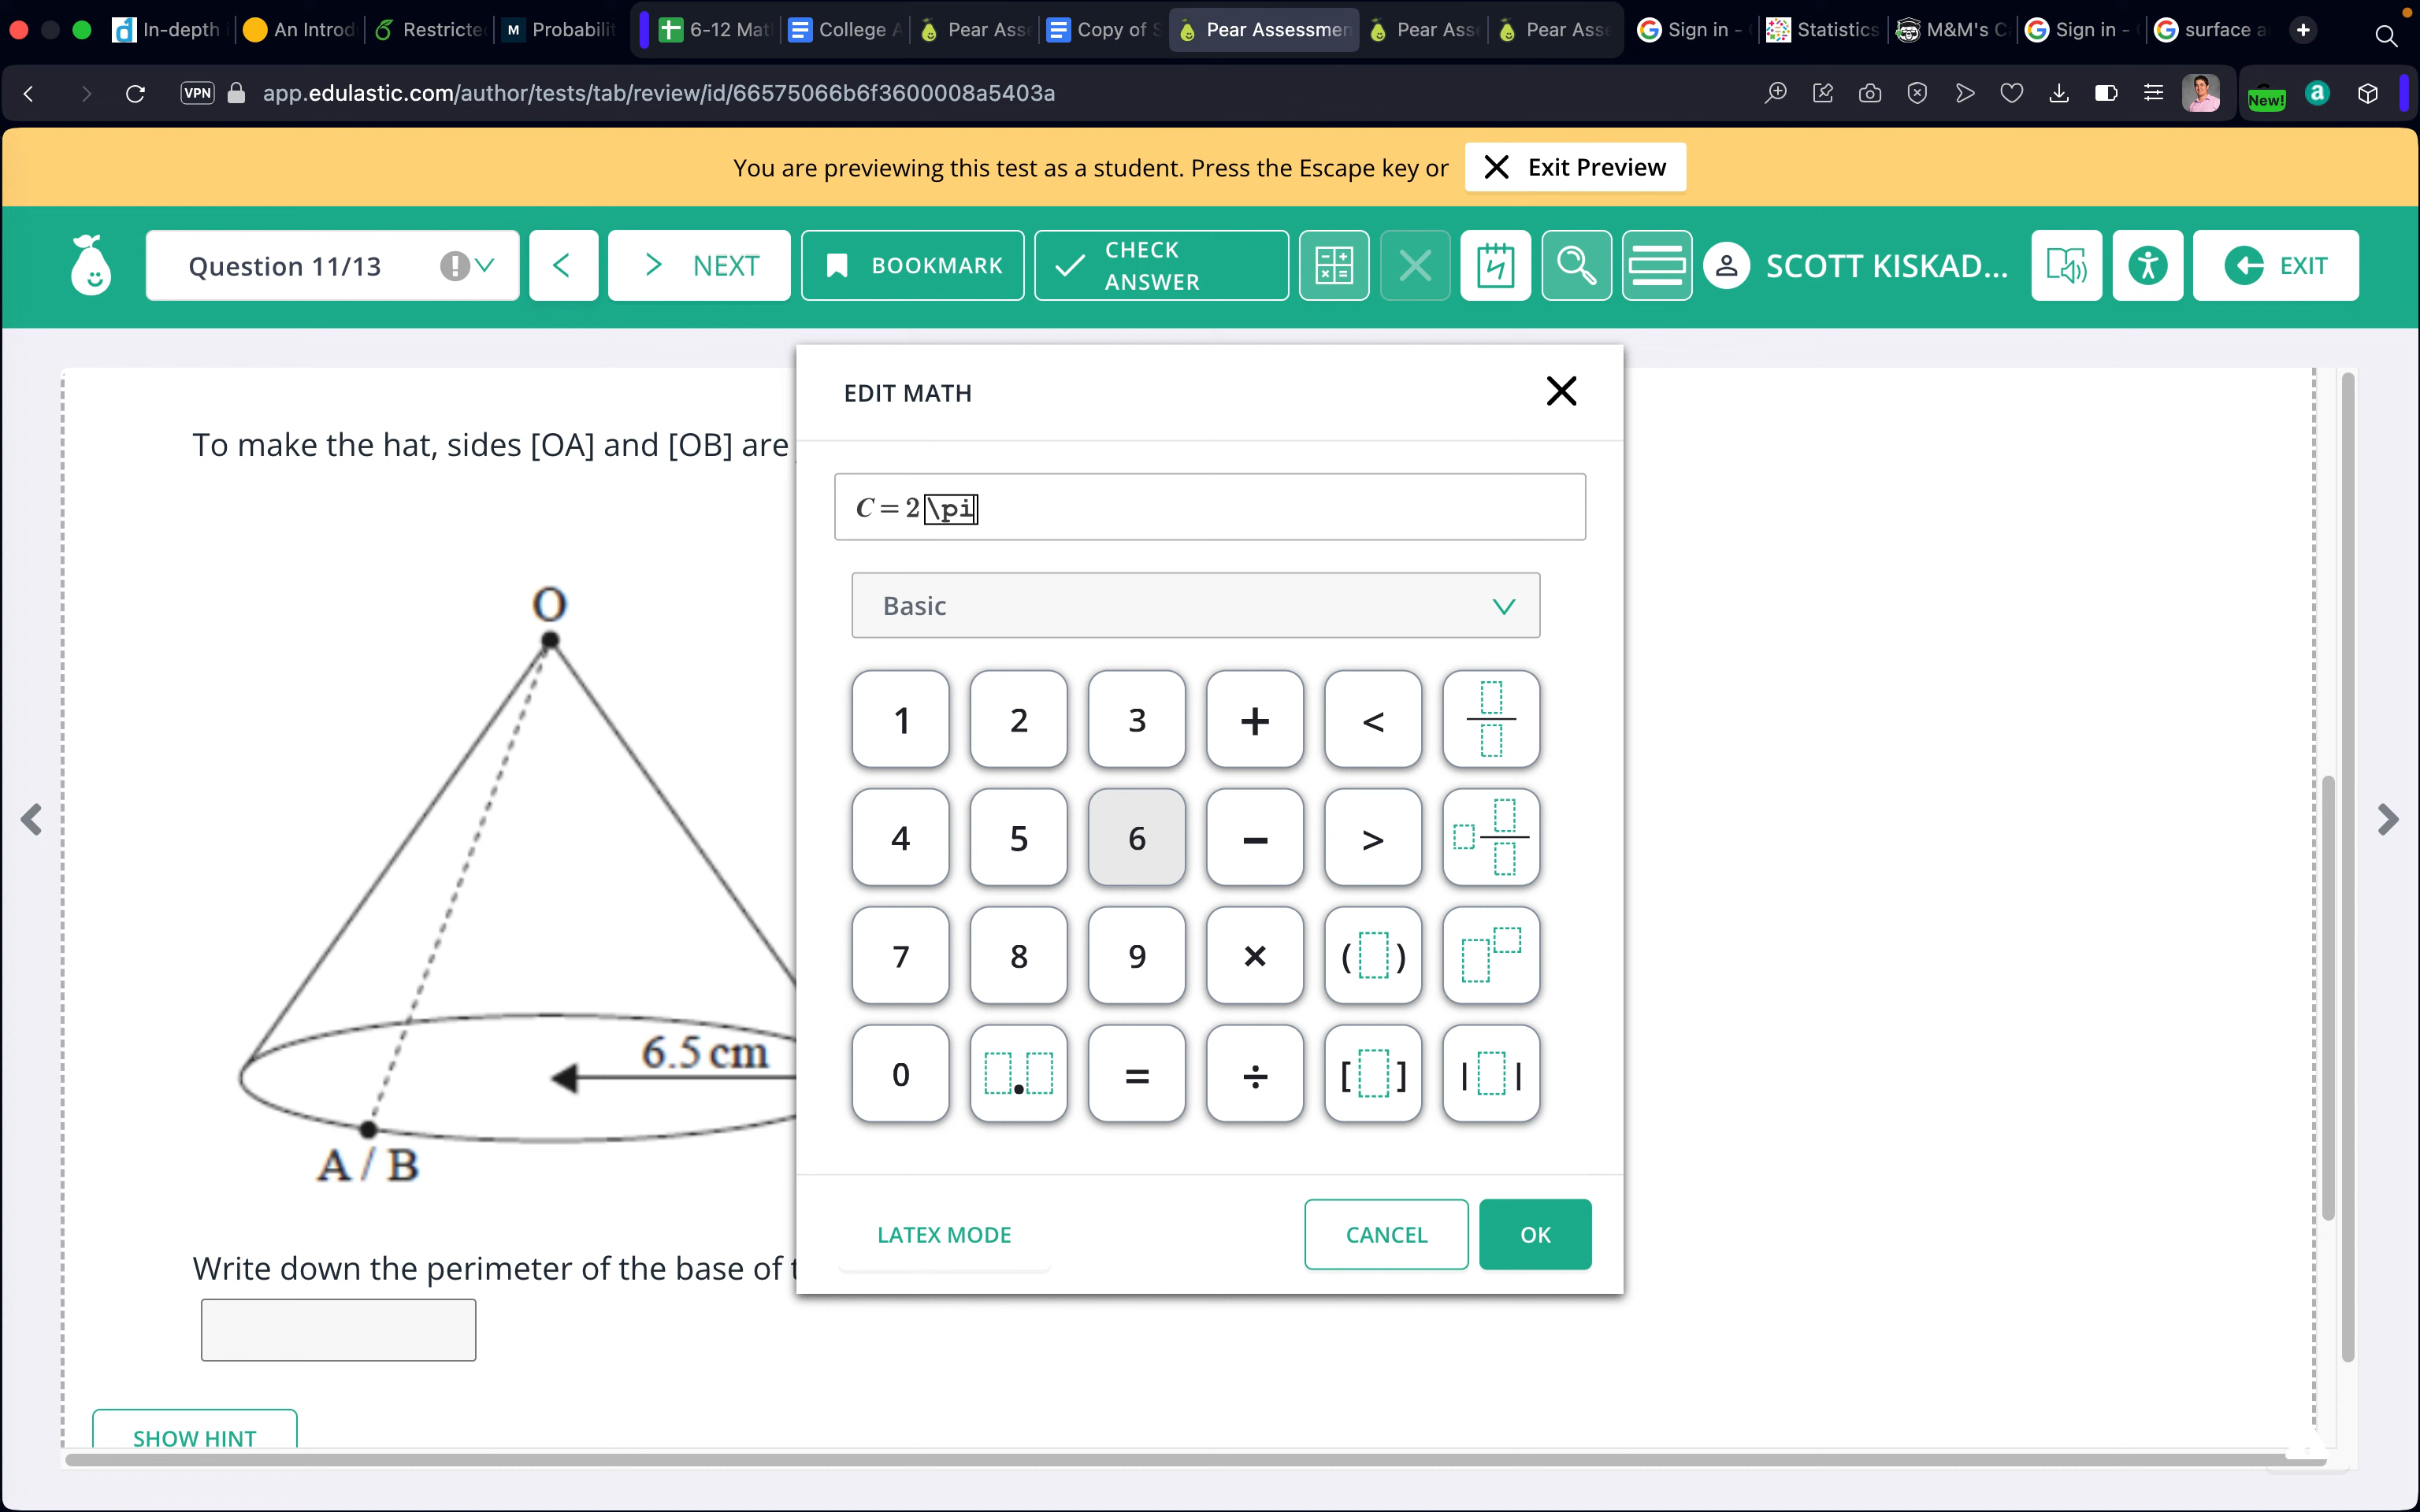 In-depth An Introd Restricte M Probabilit 6-12 Mat College A Pear Asse Copy of S Pear Assessmen Pear Asse Pear Asse Sign in - Statistics M&M's C Sign in - surface a
VPN app.edulastic.com/author/tests/tab/review/id/66575066b6f3600008a5403a New! a
You are previewing this test as a student. Press the Escape key or Exit Preview
Question 11/13 NEXT BOOKMARK CHECK ANSWER SCOTT KISKAD... EXIT
EDIT MATH
To make the hat, sides [OA] and [OB] are
C = 2\pi
Basic
O
1 2 3 + <
4 5 6 − >
7 8 9 × ( )
6.5 cm
0 . = ÷ [ ] | |
A / B
LATEX MODE CANCEL OK
Write down the perimeter of the base of
SHOW HINT